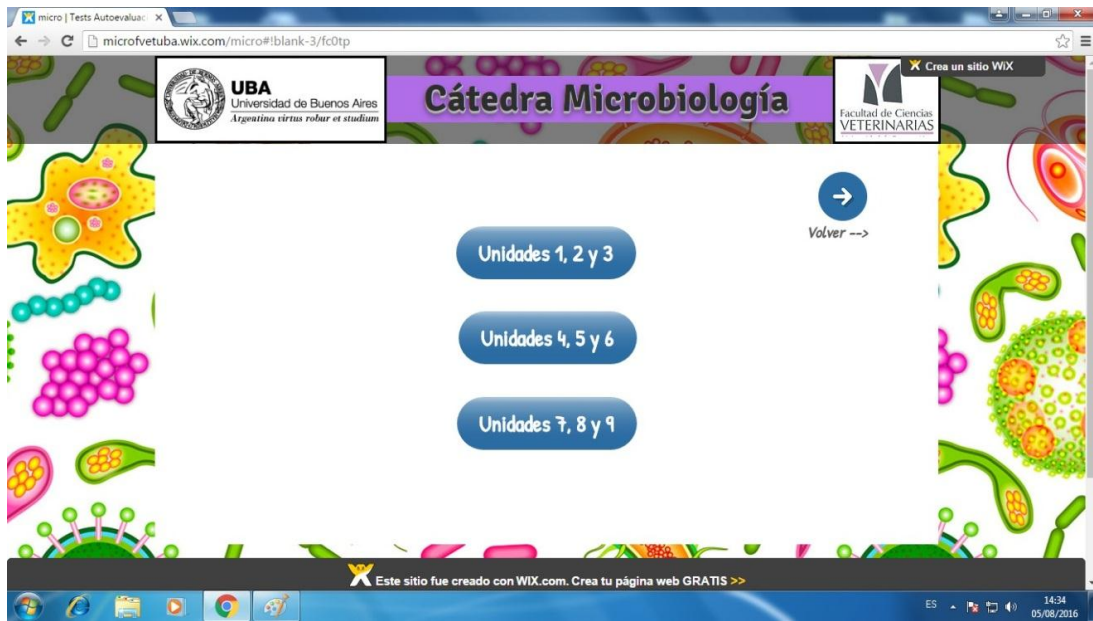 micro | Tests Autoevaluac
microfvetuba.wix.com/micro#!blank-3/fc0tp
Crea un sitio WiX
UBA
Universidad de Buenos Aires
Argentina virtus robur et studium
Cátedra Microbiología
Facultad de Ciencias
VETERINARIAS
Volver -->
Unidades 1, 2 y 3
Unidades 4, 5 y 6
Unidades 7, 8 y 9
Este sitio fue creado con WIX.com. Crea tu página web GRATIS >>
ES
14:34
05/08/2016